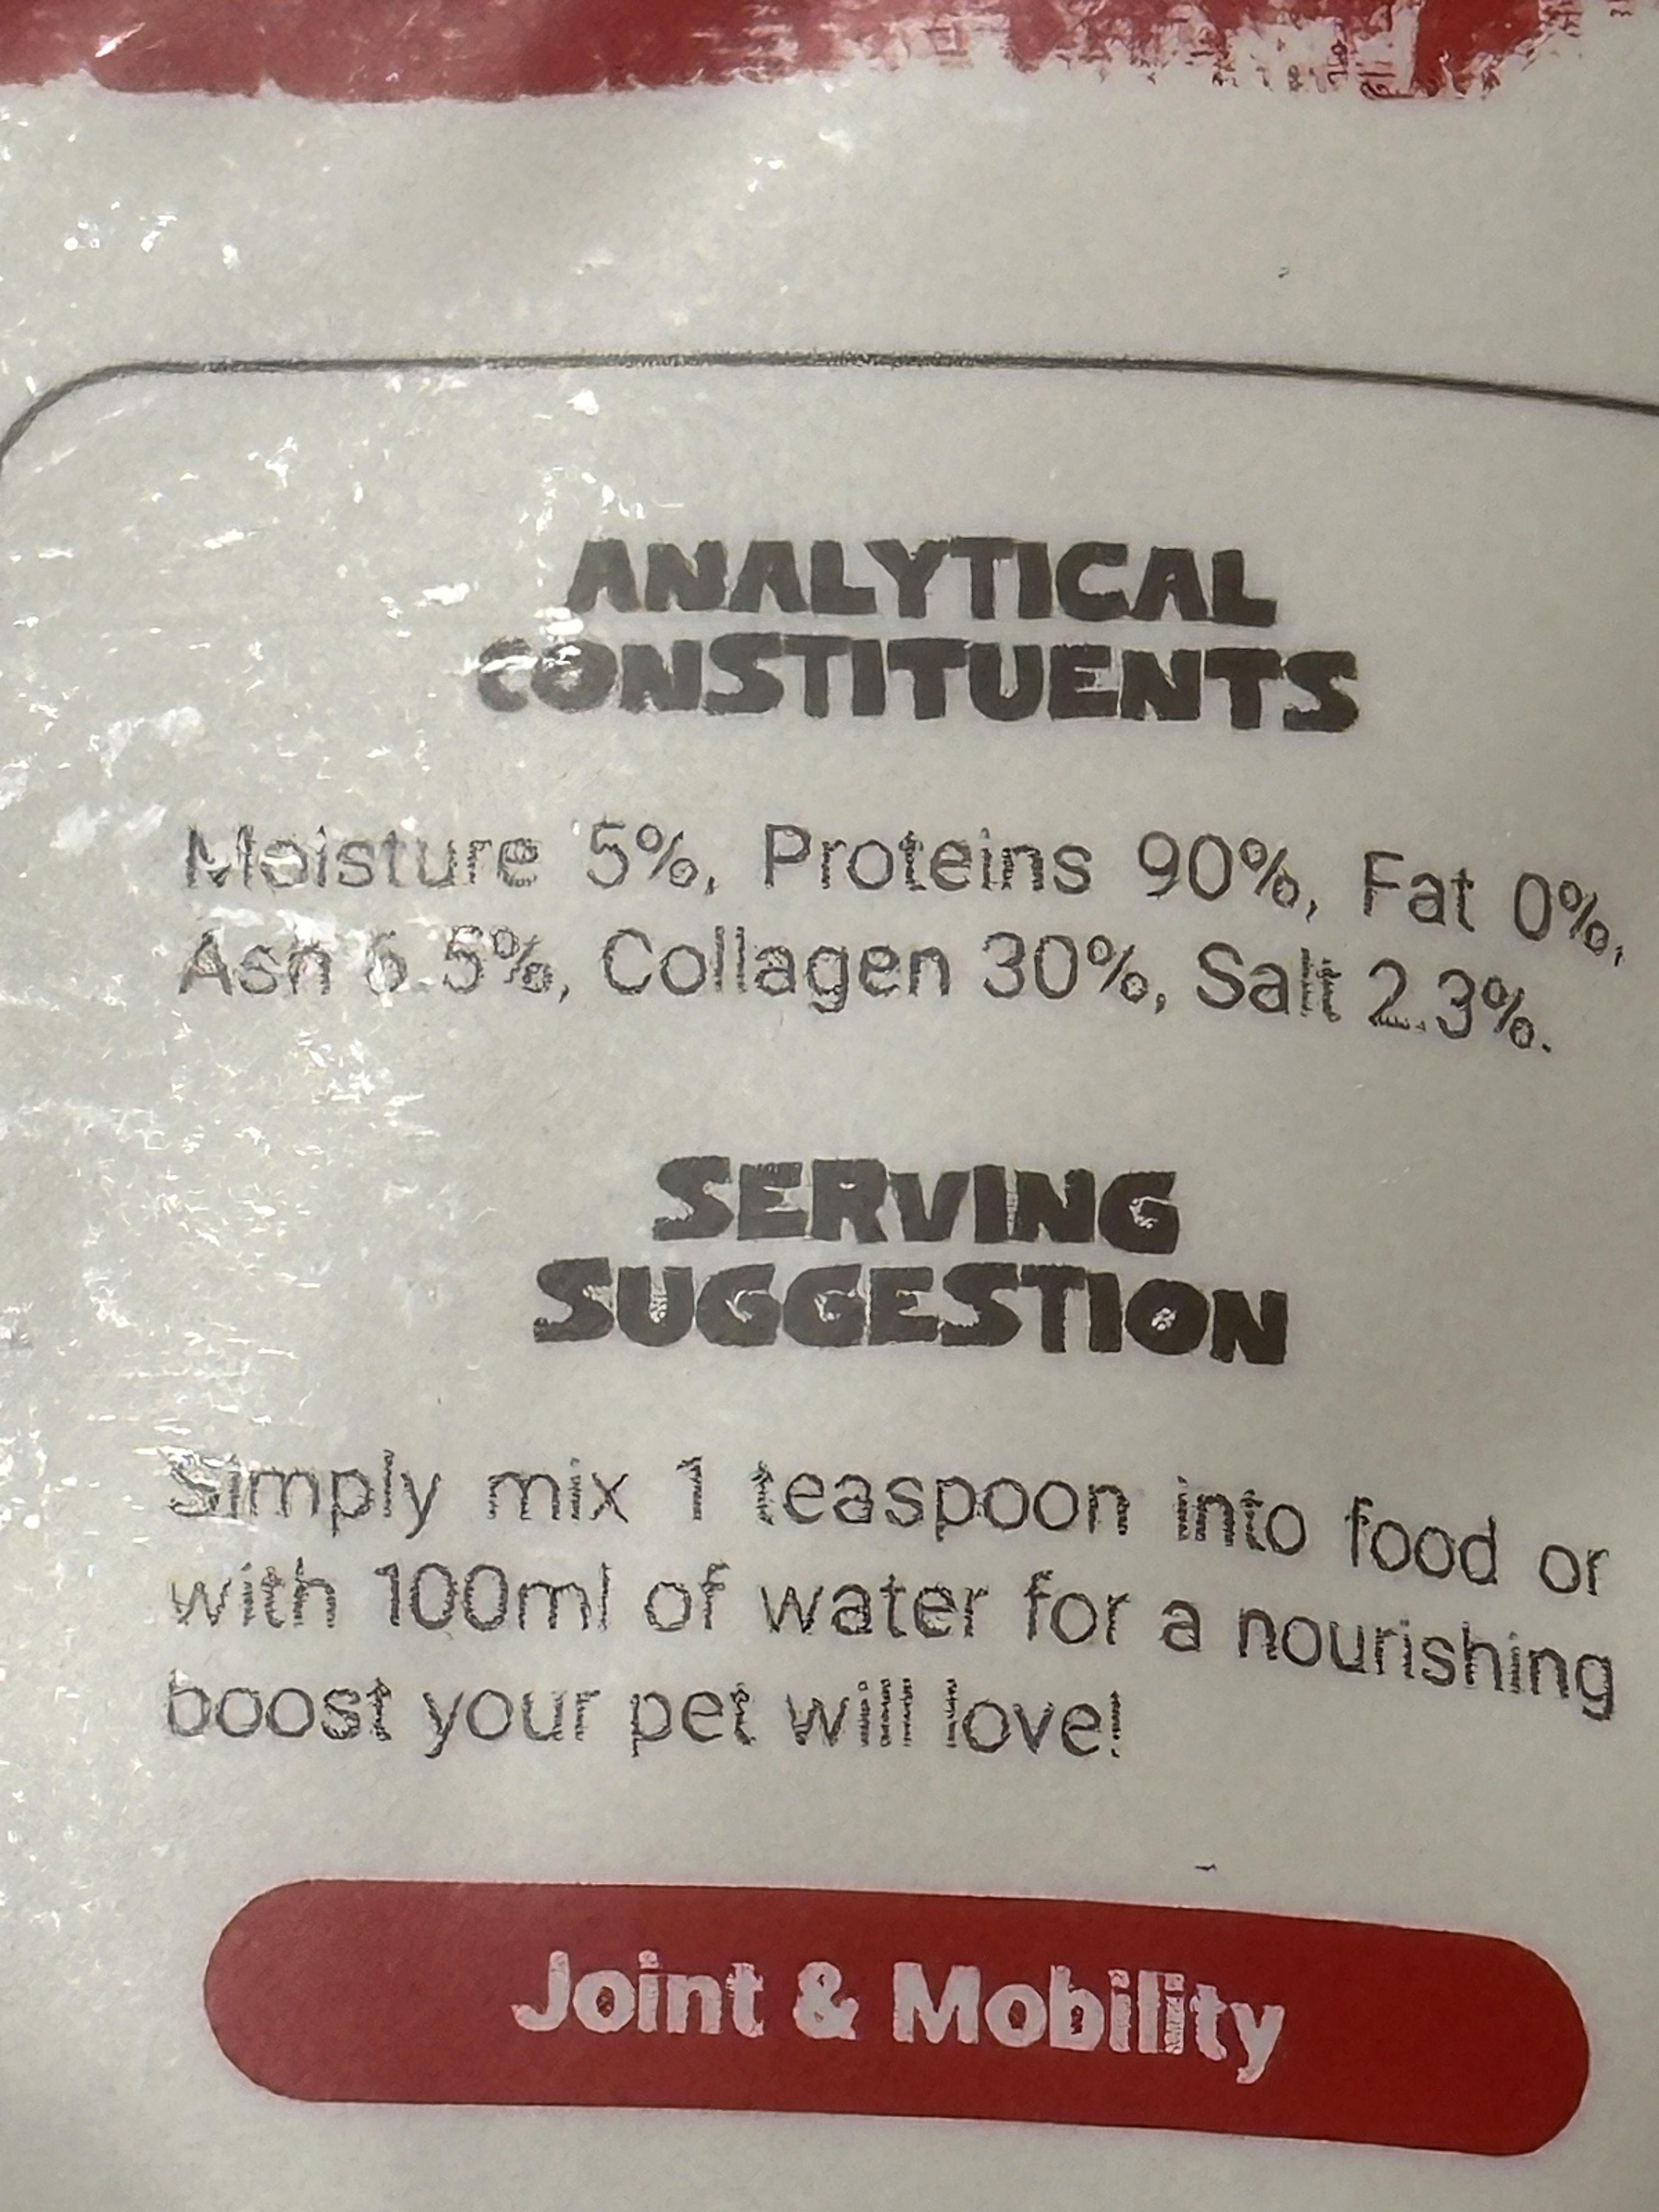 ANALYTICAL
CONSTITUENTS
Moisture 5%, Proteins 90%, Fat 0%,
Ash 6.5%, Collagen 30%, Salt 2.3%.
SERVING
SUGGESTION
Simply mix 1 teaspoon into food or
with 100ml of water for a nourishing
boost your pet will love!
Joint & Mobility